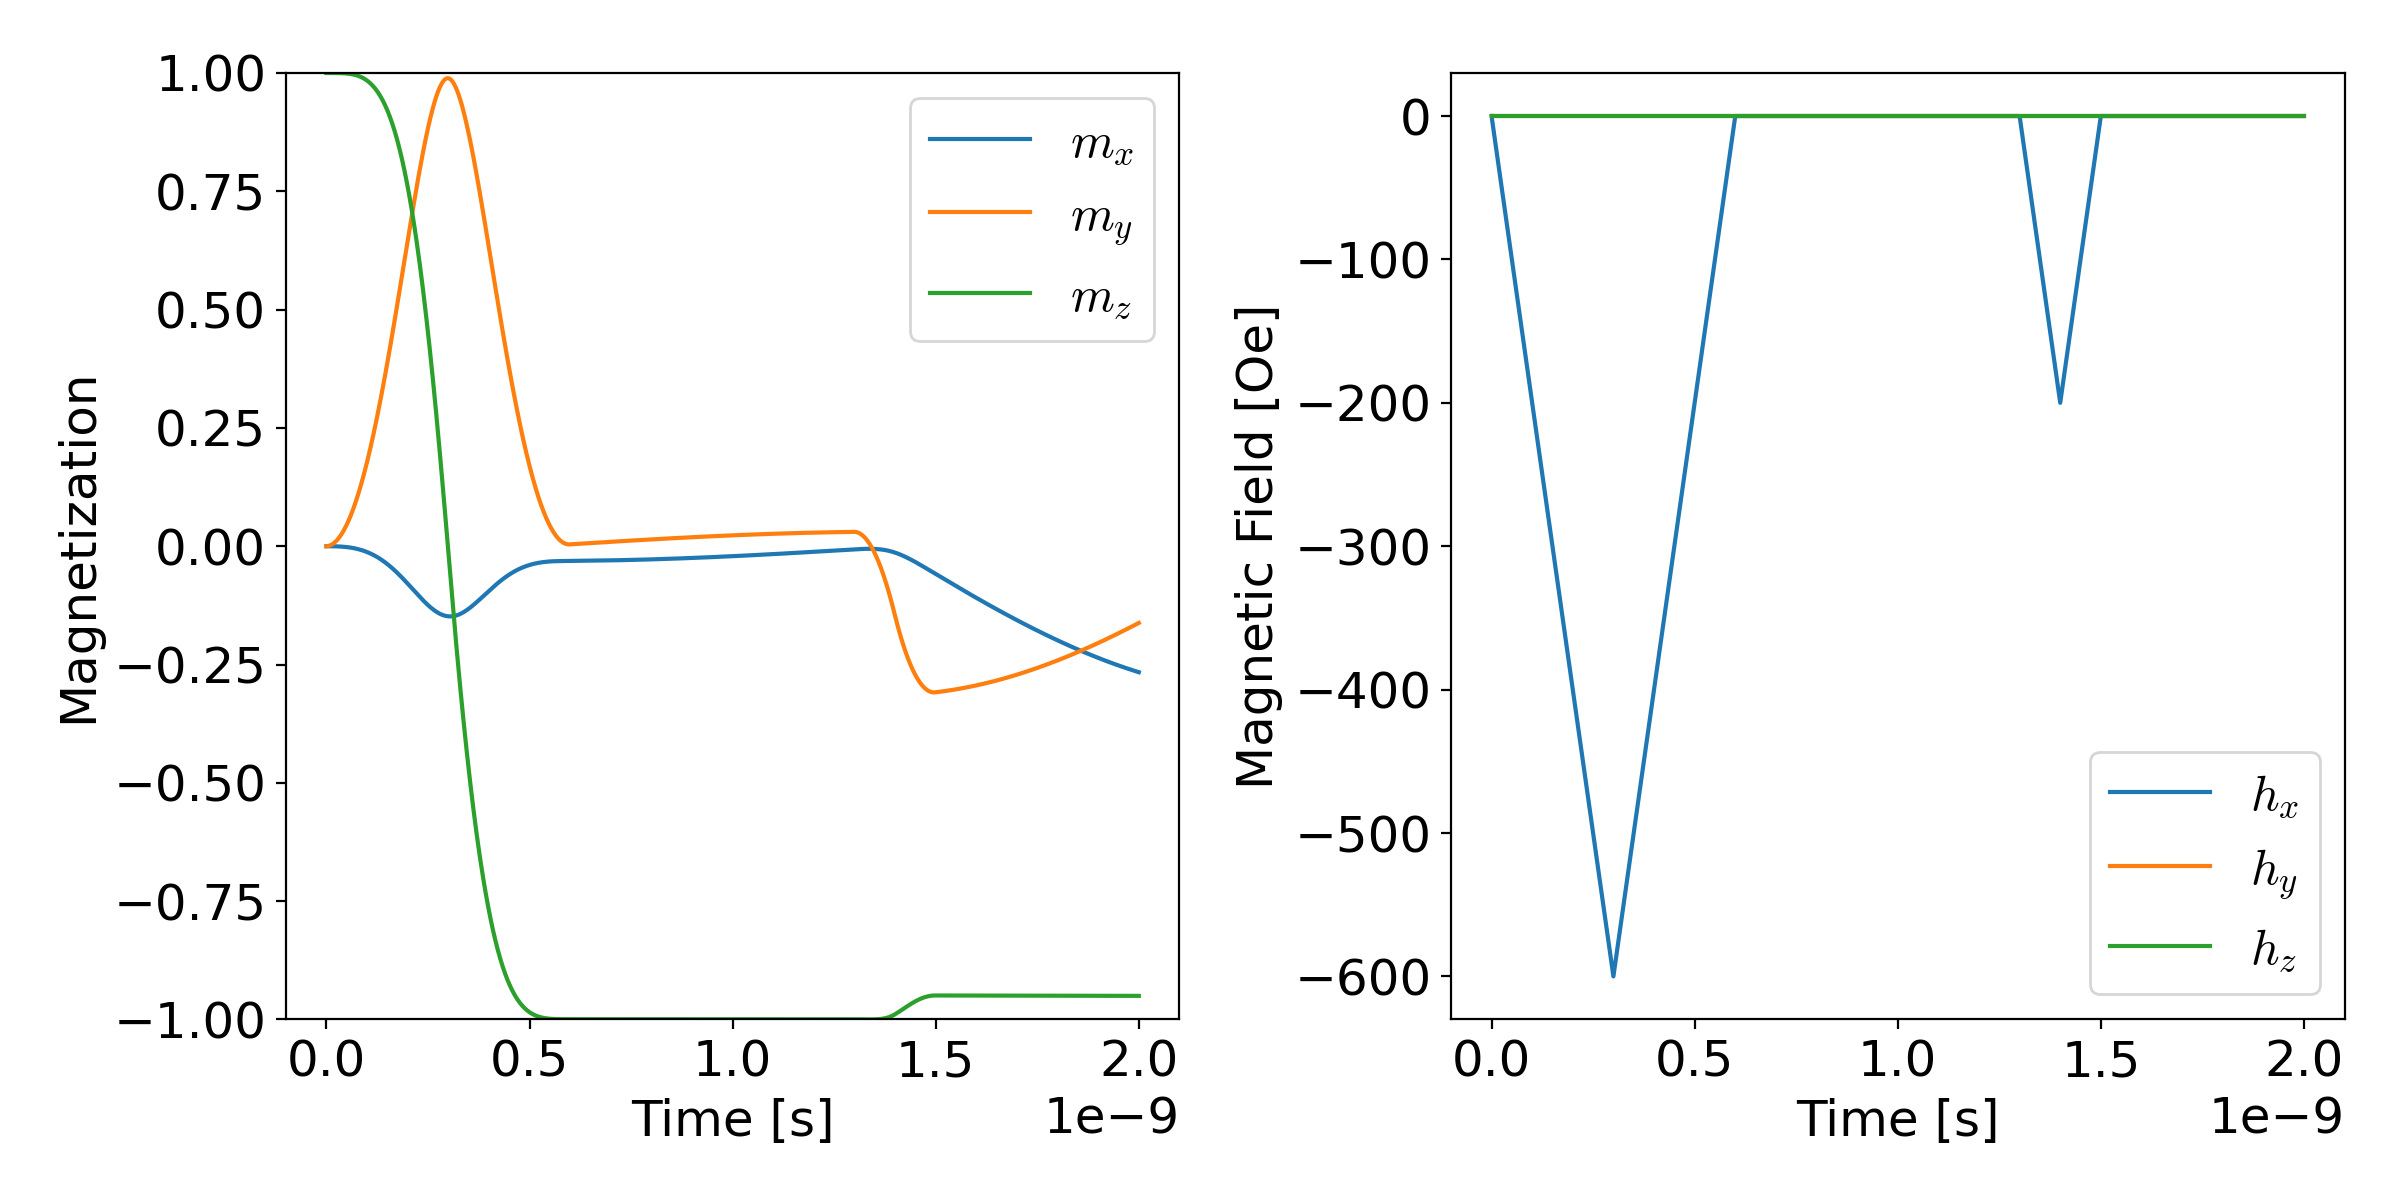 1.00
0.75
0.50
0.25
0.00
−0.25
−0.50
−0.75
−1.00
Magnetization
0.0 0.5 1.0 1.5 2.0
Time [s]
1e−9
m_x
m_y
m_z
0
−100
−200
−300
−400
−500
−600
Magnetic Field [Oe]
0.0 0.5 1.0 1.5 2.0
Time [s]
1e−9
h_x
h_y
h_z